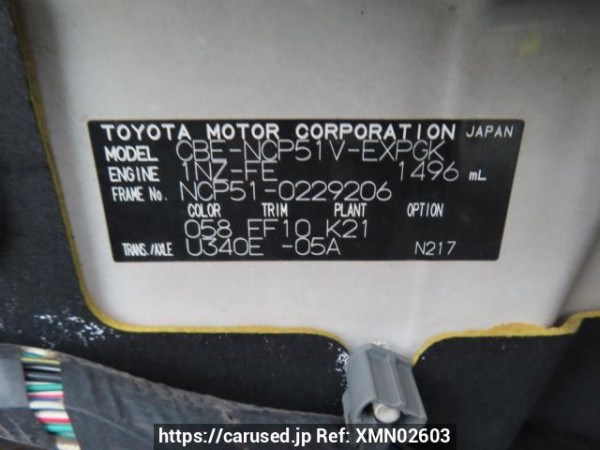 TOYOTA MOTOR CORPORATION JAPAN
MODEL CBE-NCP51V-EXPGK
ENGINE 1NZ-FE 1496 mL
FRAME No. NCP51-0229206
COLOR TRIM PLANT OPTION
058 EF10 K21
TRANS./AXLE U340E -05A N217
https://carused.jp Ref: XMN02603